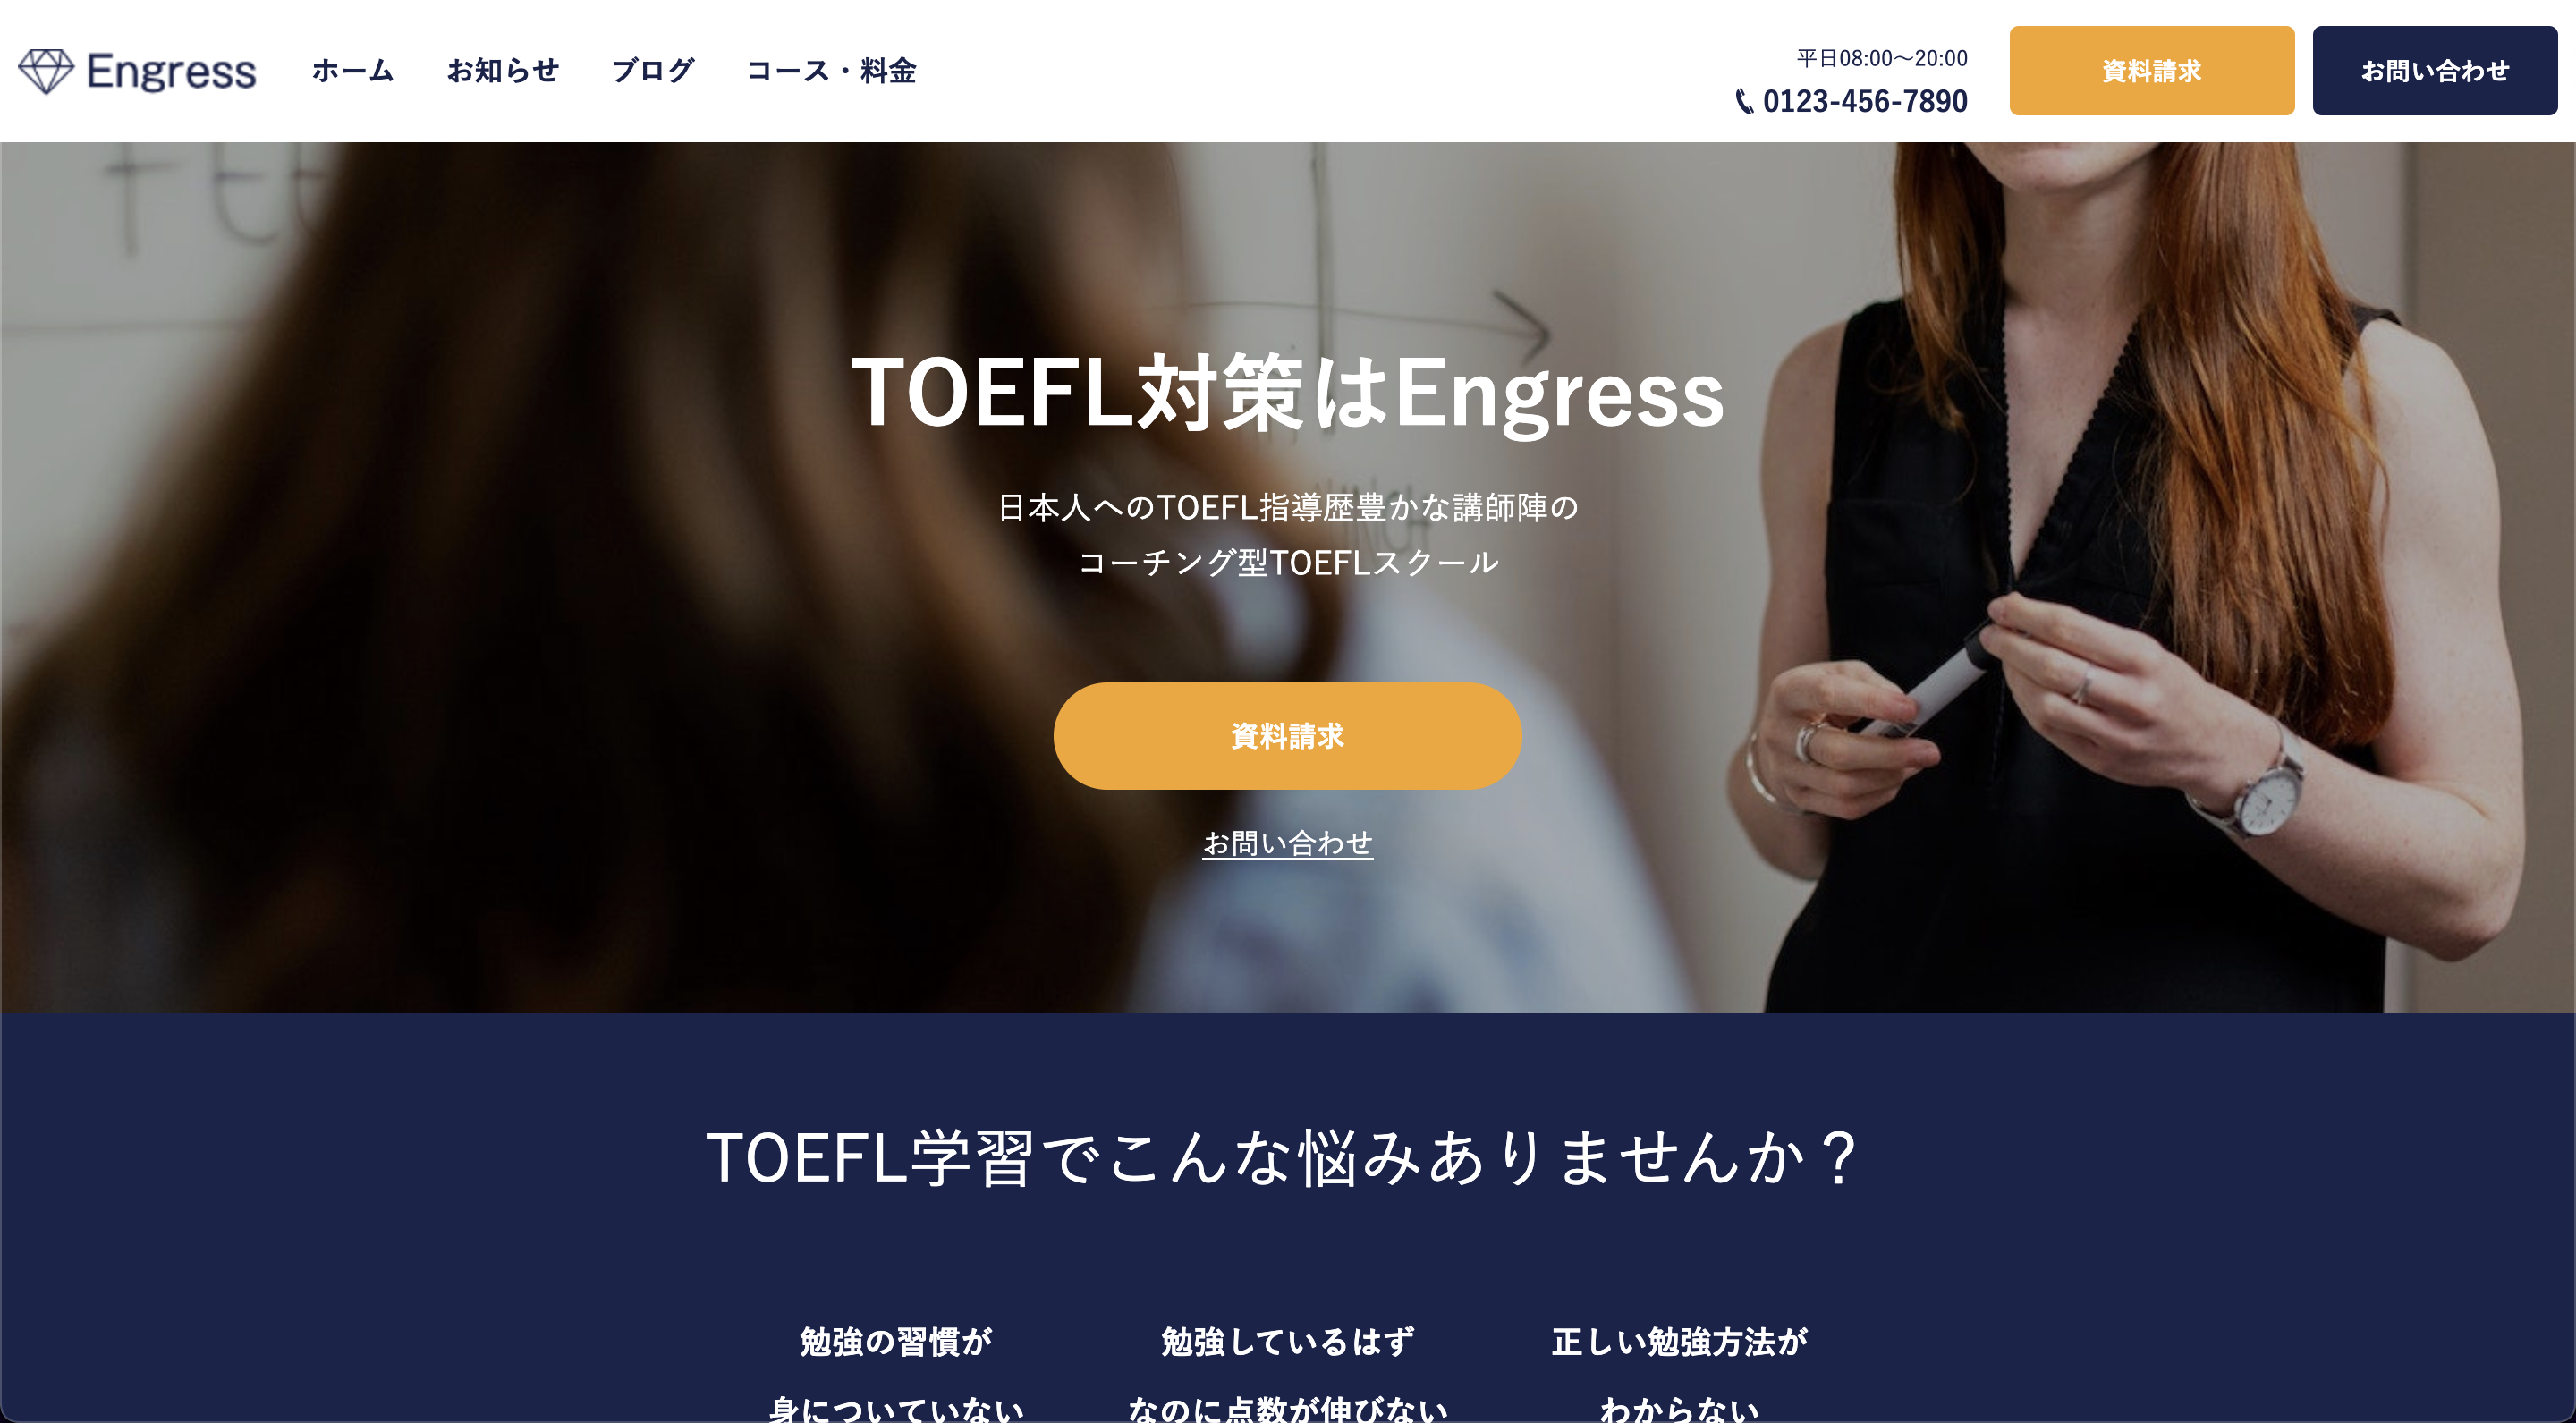 Engress
ホーム
お知らせ
ブログ
コース・料金
平日08:00〜20:00
0123-456-7890
資料請求
お問い合わせ
TOEFL対策はEngress
日本人へのTOEFL指導歴豊かな講師陣の
コーチング型TOEFLスクール
資料請求
お問い合わせ
TOEFL学習でこんな悩みありませんか？
勉強の習慣が
身についていない
勉強しているはず
なのに点数が伸びない
正しい勉強方法が
わからない